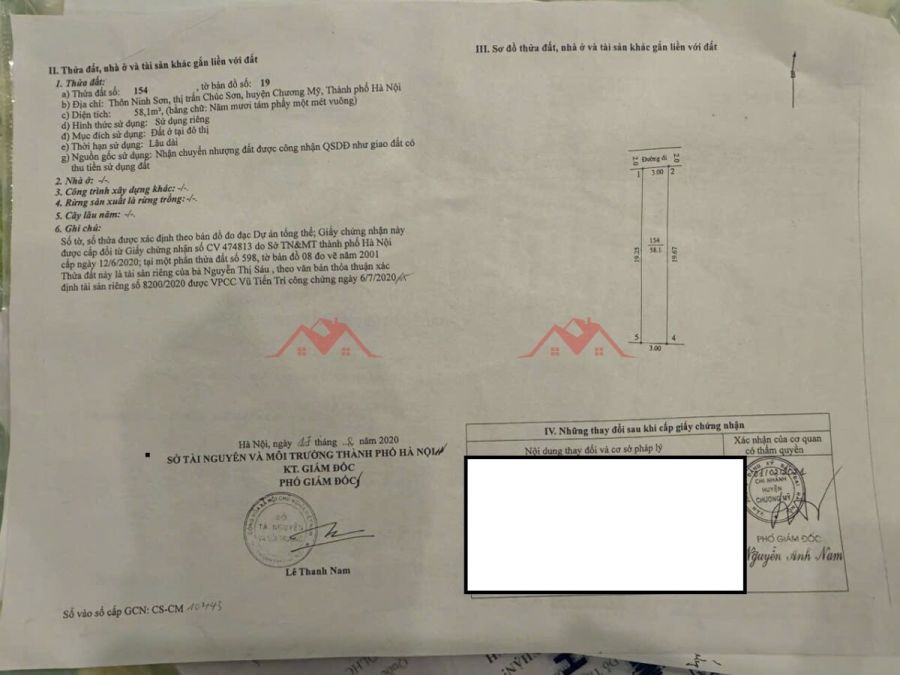 II. Thửa đất, nhà ở và tài sản khác gắn liền với đất
1. Thửa đất:
a) Thửa đất số: 154 , tờ bản đồ số: 19
b) Địa chỉ: Thôn Ninh Sơn, thị trấn Chúc Sơn, huyện Chương Mỹ, Thành phố Hà Nội
c) Diện tích: 58,1m², (bằng chữ: Năm mươi tám phẩy một mét vuông)
d) Hình thức sử dụng: Sử dụng riêng
đ) Mục đích sử dụng: Đất ở tại đô thị
e) Thời hạn sử dụng: Lâu dài
g) Nguồn gốc sử dụng: Nhận chuyển nhượng đất được công nhận QSDĐ như giao đất có
thu tiền sử dụng đất
2. Nhà ở: -/-.
3. Công trình xây dựng khác: -/-.
4. Rừng sản xuất là rừng trồng: -/-.
5. Cây lâu năm: -/-.
6. Ghi chú:
Số tờ, số thửa được xác định theo bản đồ đo đạc Dự án tổng thể; Giấy chứng nhận này
được cấp đổi từ Giấy chứng nhận số CV 474813 do Sở TN&MT thành phố Hà Nội
cấp ngày 12/6/2020; tại một phần thửa đất số 598, tờ bản đồ 08 đo vẽ năm 2001
Thửa đất này là tài sản riêng của bà Nguyễn Thị Sáu , theo văn bản thỏa thuận xác
định tài sản riêng số 8200/2020 được VPCC Vũ Tiến Trí công chứng ngày 6/7/2020
Hà Nội, ngày tháng năm 2020
SỞ TÀI NGUYÊN VÀ MÔI TRƯỜNG THÀNH PHỐ HÀ NỘI
KT. GIÁM ĐỐC
PHÓ GIÁM ĐỐC
SỞ
TÀI NGUYÊN
Lê Thanh Nam
Số vào sổ cấp GCN: CS-CM
III. Sơ đồ thửa đất, nhà ở và tài sản khác gắn liền với đất
B
2.0 Đường đi 2.0
1 3.00 2
154
58.1
19.25
19.67
5 3.00 4
IV. Những thay đổi sau khi cấp giấy chứng nhận
Nội dung thay đổi và cơ sở pháp lý
Xác nhận của cơ quan
có thẩm quyền
CHI NHÁNH
HUYỆN
CHƯƠNG MỸ
PHÓ GIÁM ĐỐC
Nguyễn Anh Nam